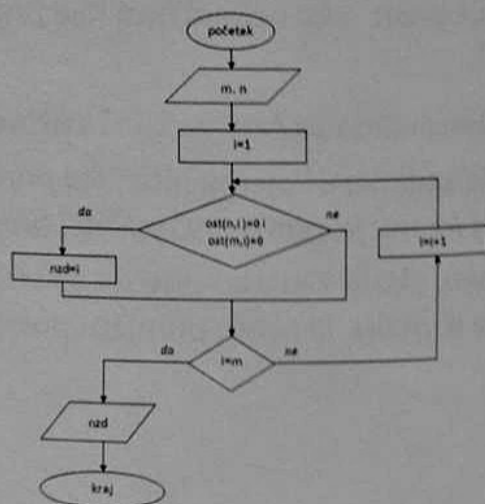 početak
m, n
i=1
da
ne
ost(n,i)=0 i
ost(m,i)=0
i=i+1
nzd=i
da
i=m
ne
nzd
kraj